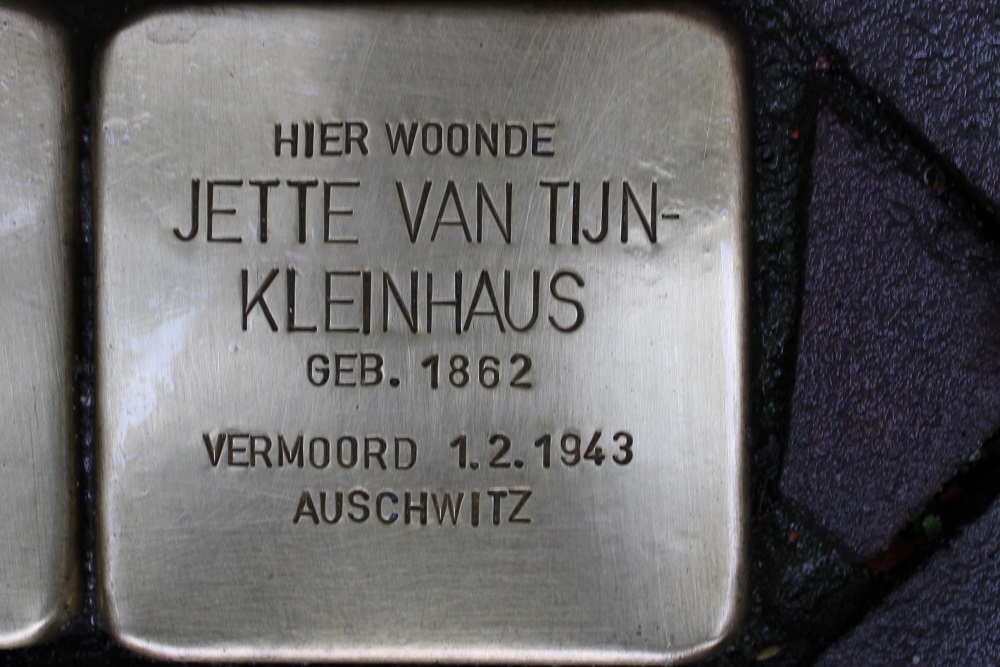 HIER WOONDE
JETTE VAN TIJN-
KLEINHAUS
GEB. 1862
VERMOORD 1.2.1943
AUSCHWITZ